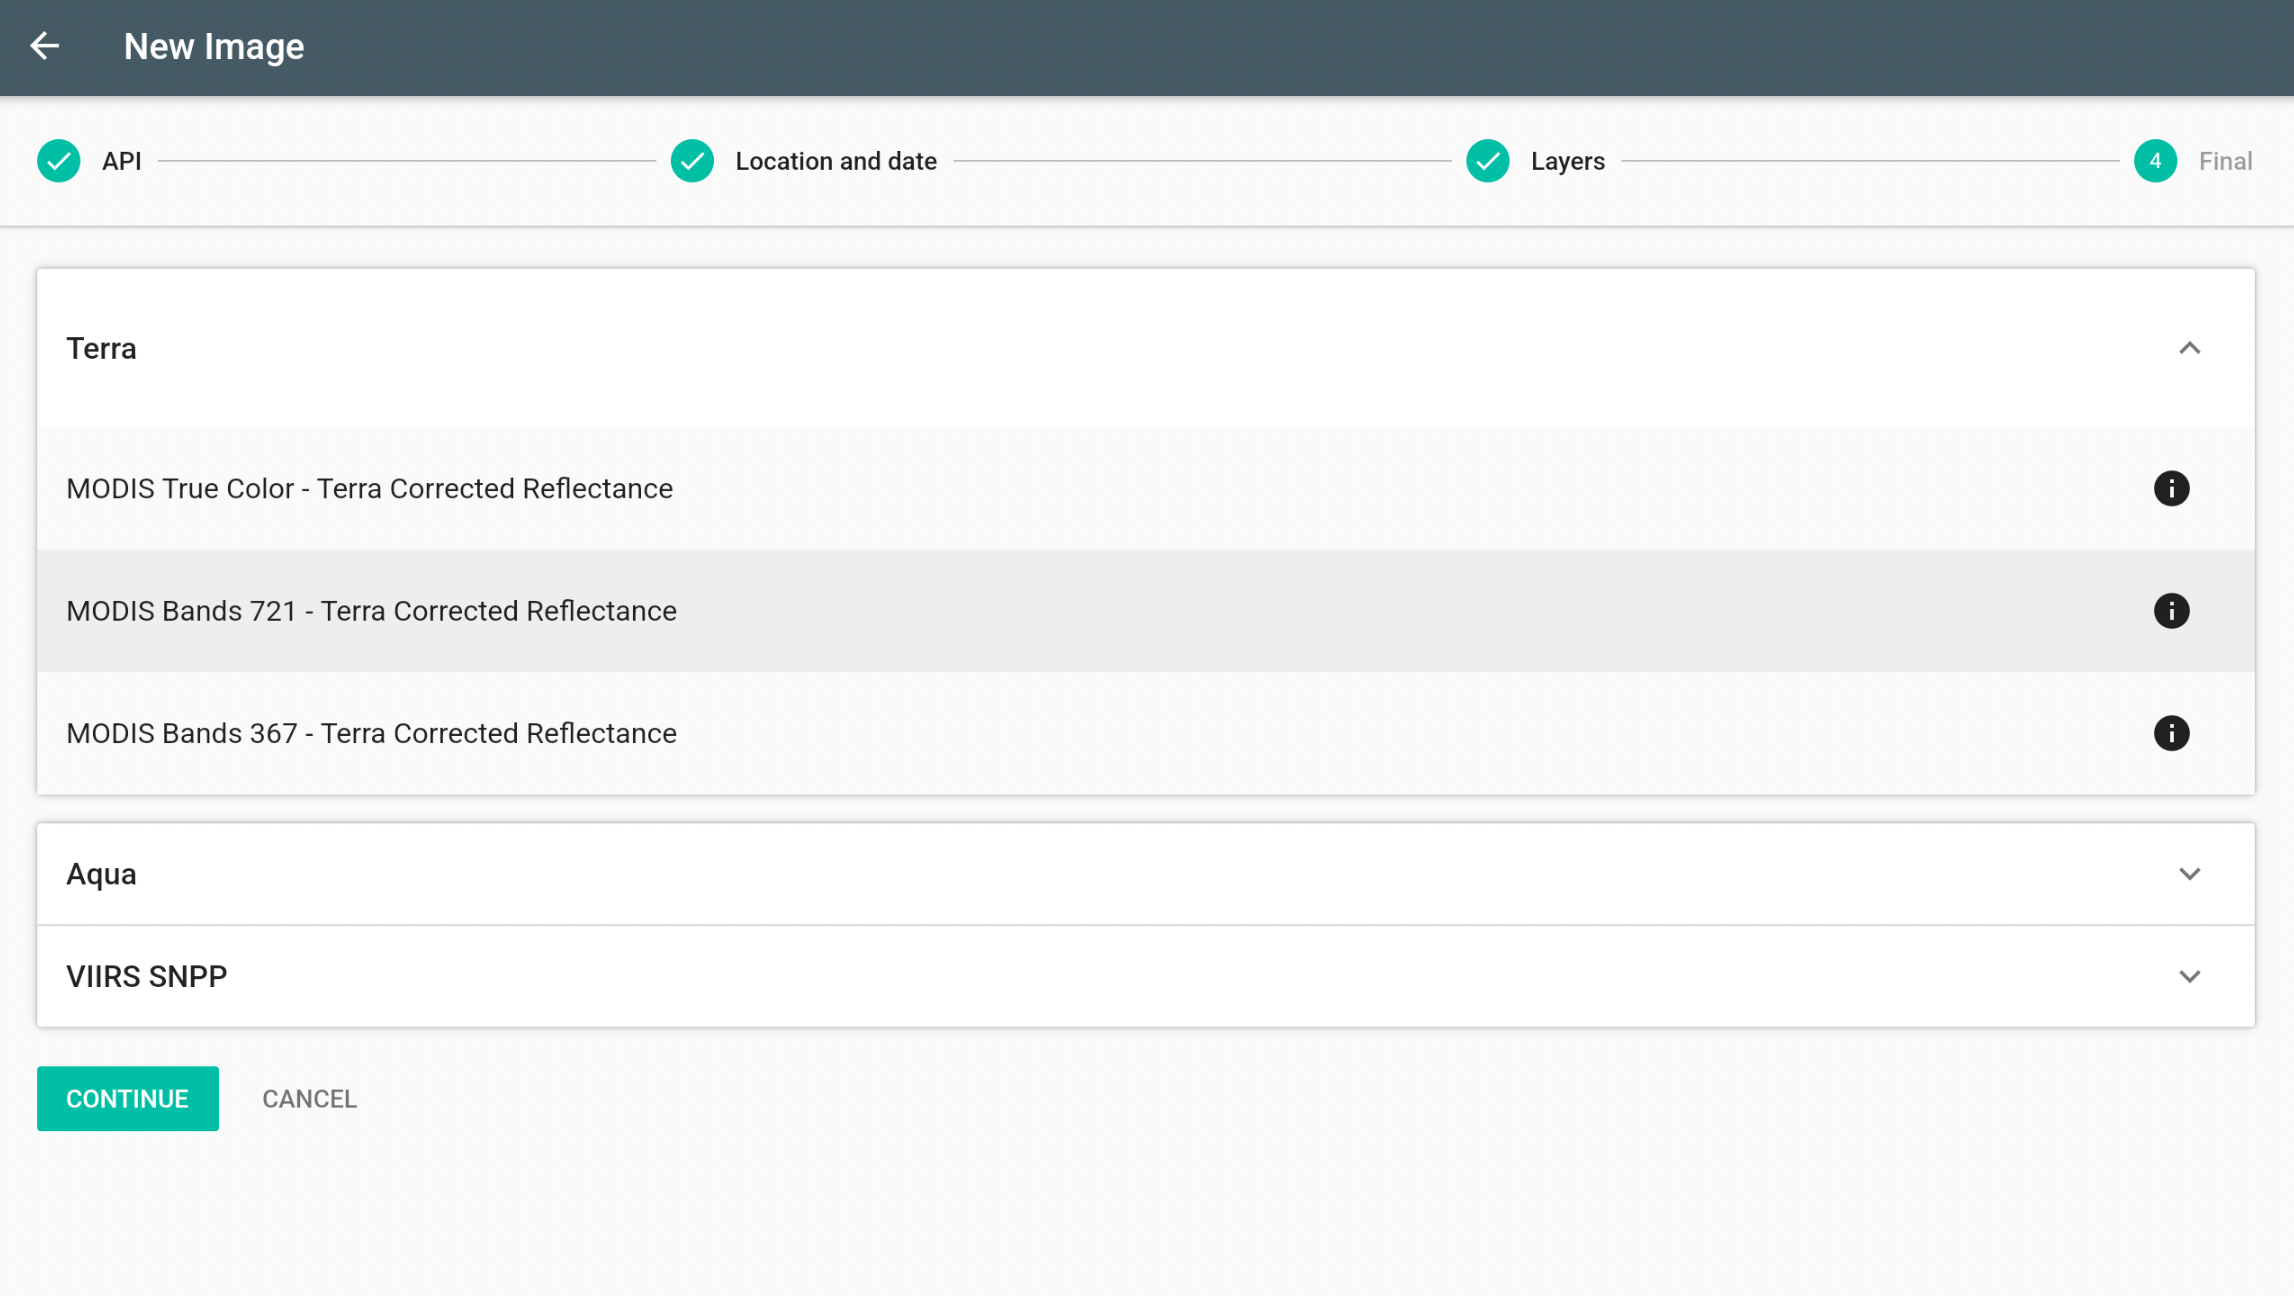 New Image
API
Location and date
Layers
4
Final
Terra
MODIS True Color - Terra Corrected Reflectance
MODIS Bands 721 - Terra Corrected Reflectance
MODIS Bands 367 - Terra Corrected Reflectance
Aqua
VIIRS SNPP
CONTINUE
CANCEL